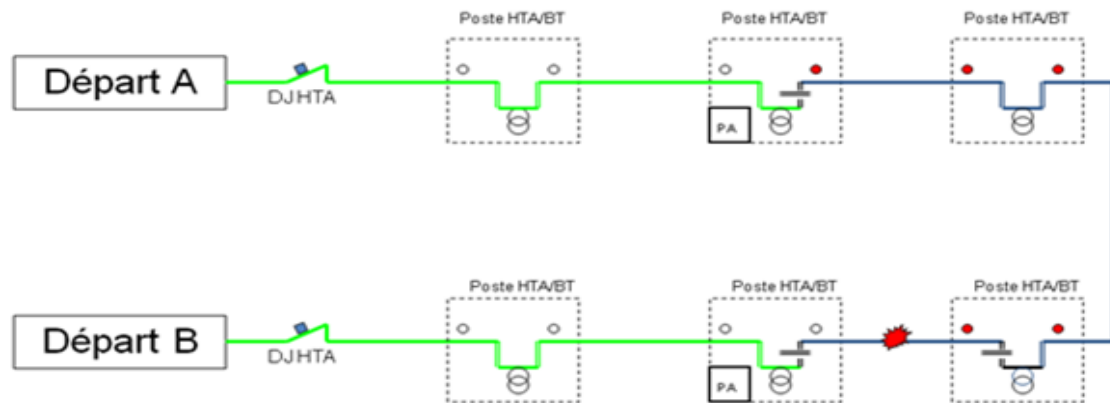 Poste HTA/BT
Poste HTA/BT
Poste HTA/BT
Départ A
DJHTA
PA
Poste HTA/BT
Poste HTA/BT
Poste HTA/BT
Départ B
DJHTA
PA